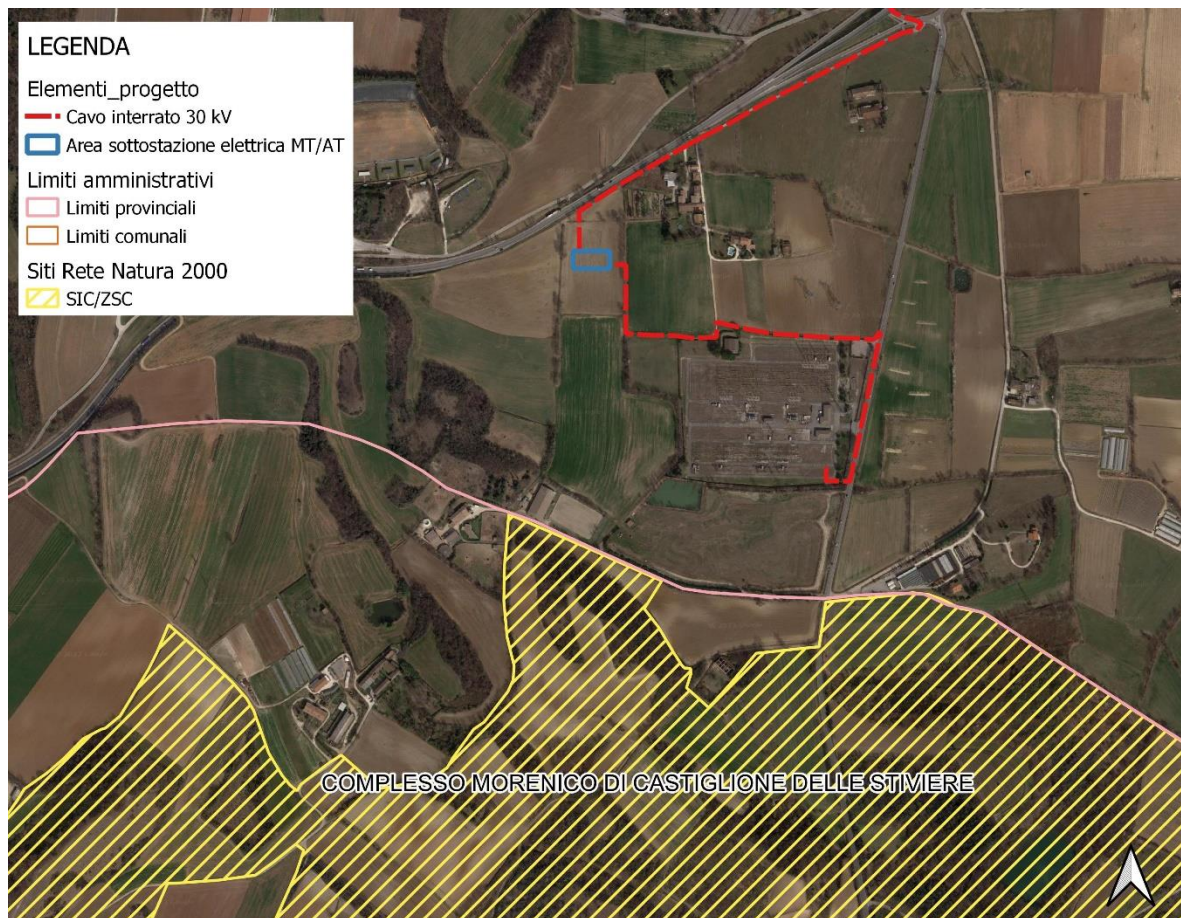 LEGENDA
Elementi_progetto
Cavo interrato 30 kV
Area sottostazione elettrica MT/AT
Limiti amministrativi
Limiti provinciali
Limiti comunali
Siti Rete Natura 2000
SIC/ZSC
COMPLESSO MORENICO DI CASTIGLIONE DELLE STIVIERE